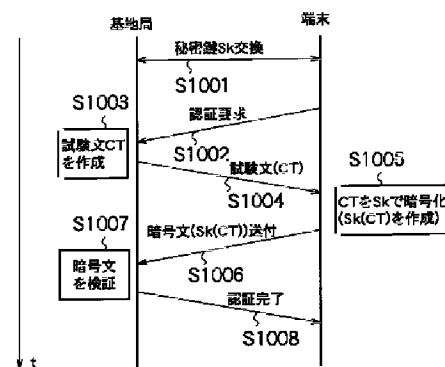 基地局
端末
秘密鍵Sk交換
S1001
S1003
認証要求
S1002
試験文CT
を作成
試験文(CT)
S1004
S1005
CTをSkで暗号化
(Sk(CT)を作成)
S1007
暗号文(Sk(CT))送付
S1006
暗号文
を検証
認証完了
S1008
t